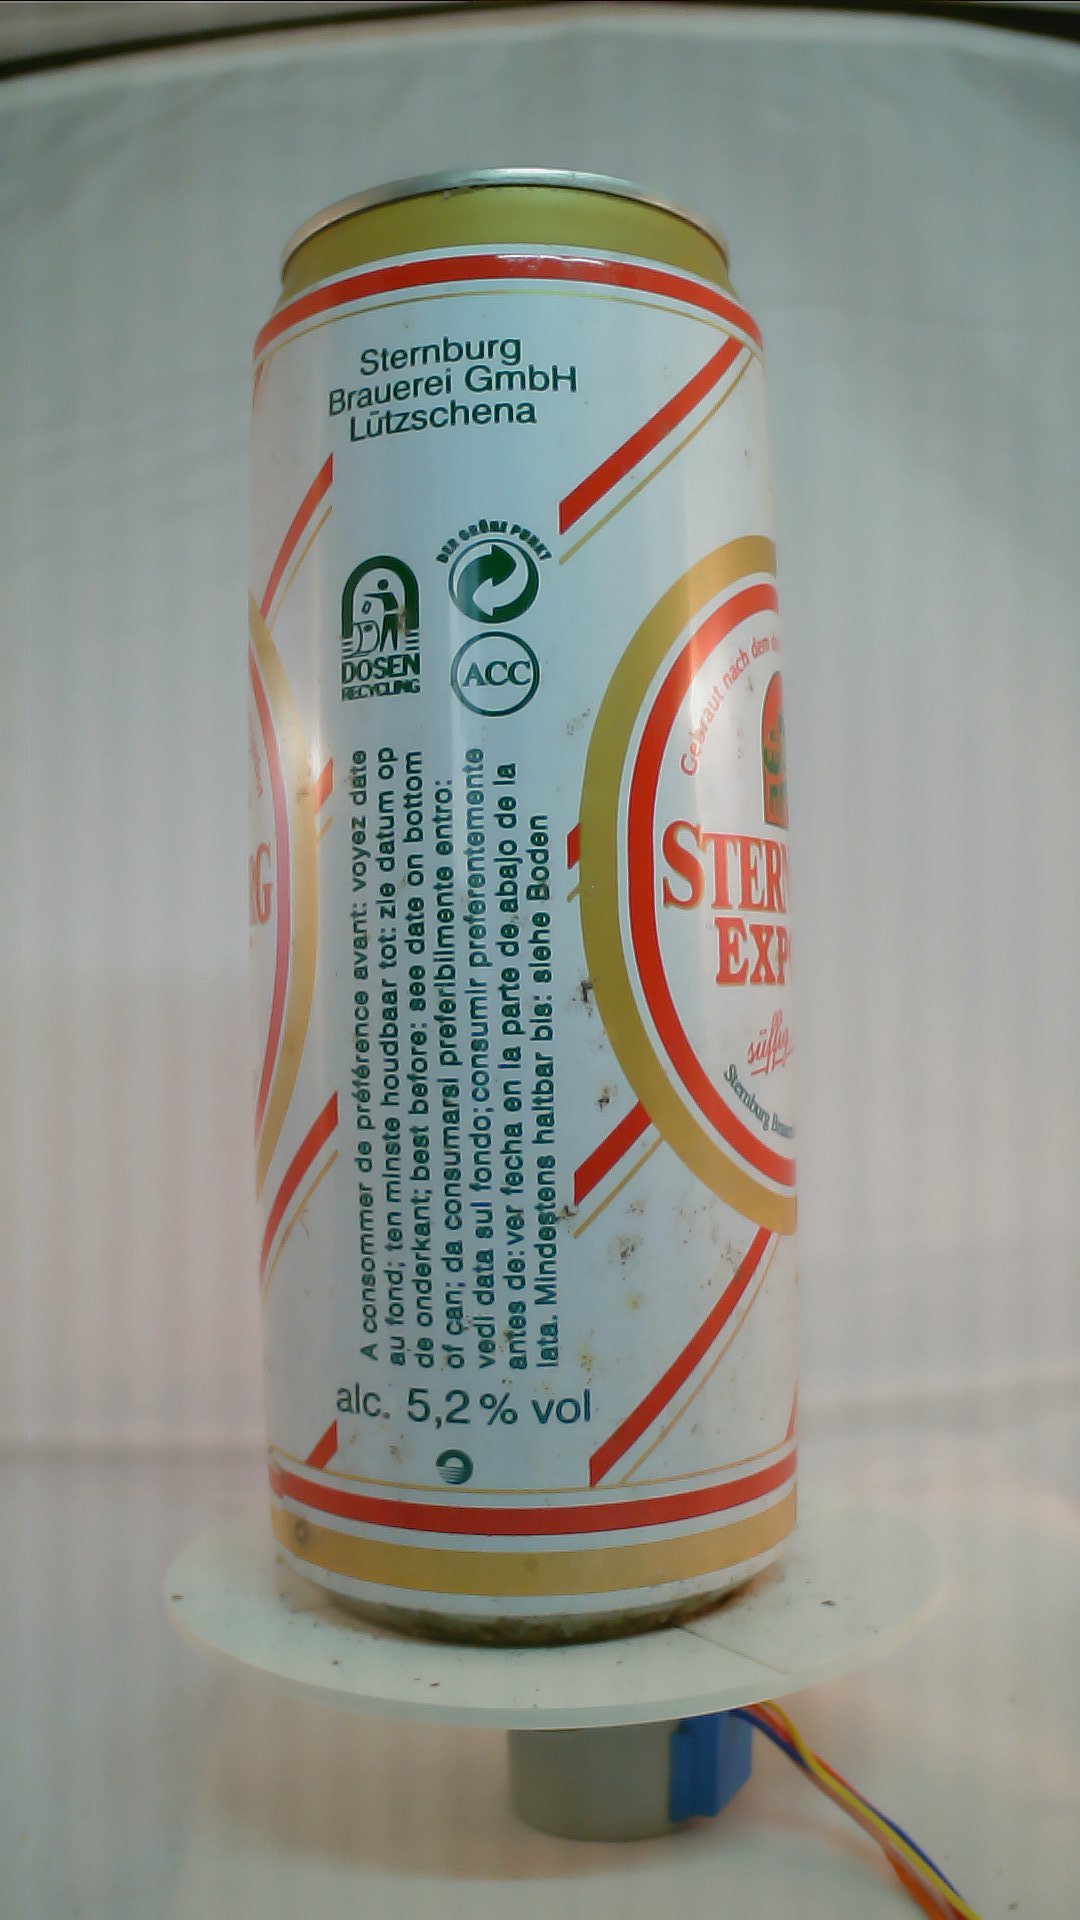 Sternburg
Brauerei GmbH
Lützschena
DER GRÜNE PUNKT
DOSEN
RECYCLING
ACC
A consommer de préférence avant: voyez date
au fond; ten minste houdbaar tot: zie datum op
de onderkant; best before: see date on bottom
of can; da consumarsi preferibilmente entro:
vedi data sul fondo; consumir preferentemente
antes de: ver fecha en la parte de abajo de la
lata. Mindestens haltbar bis: siehe Boden
alc. 5,2 % vol
Gebraut nach dem
STERN
EXP
süffig
Sternburg
RG